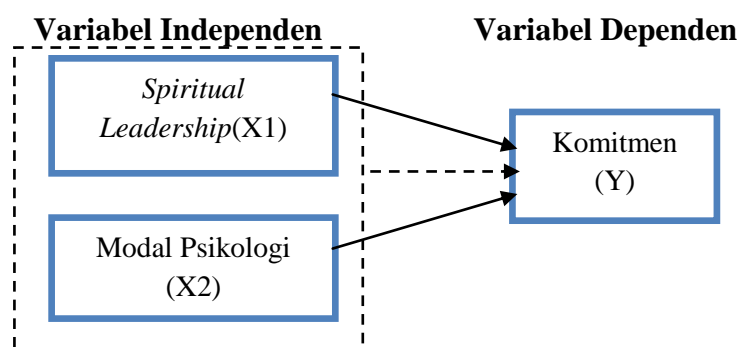 Variabel Independen
Variabel Dependen
Spiritual
Leadership(X1)
Komitmen
(Y)
Modal Psikologi
(X2)